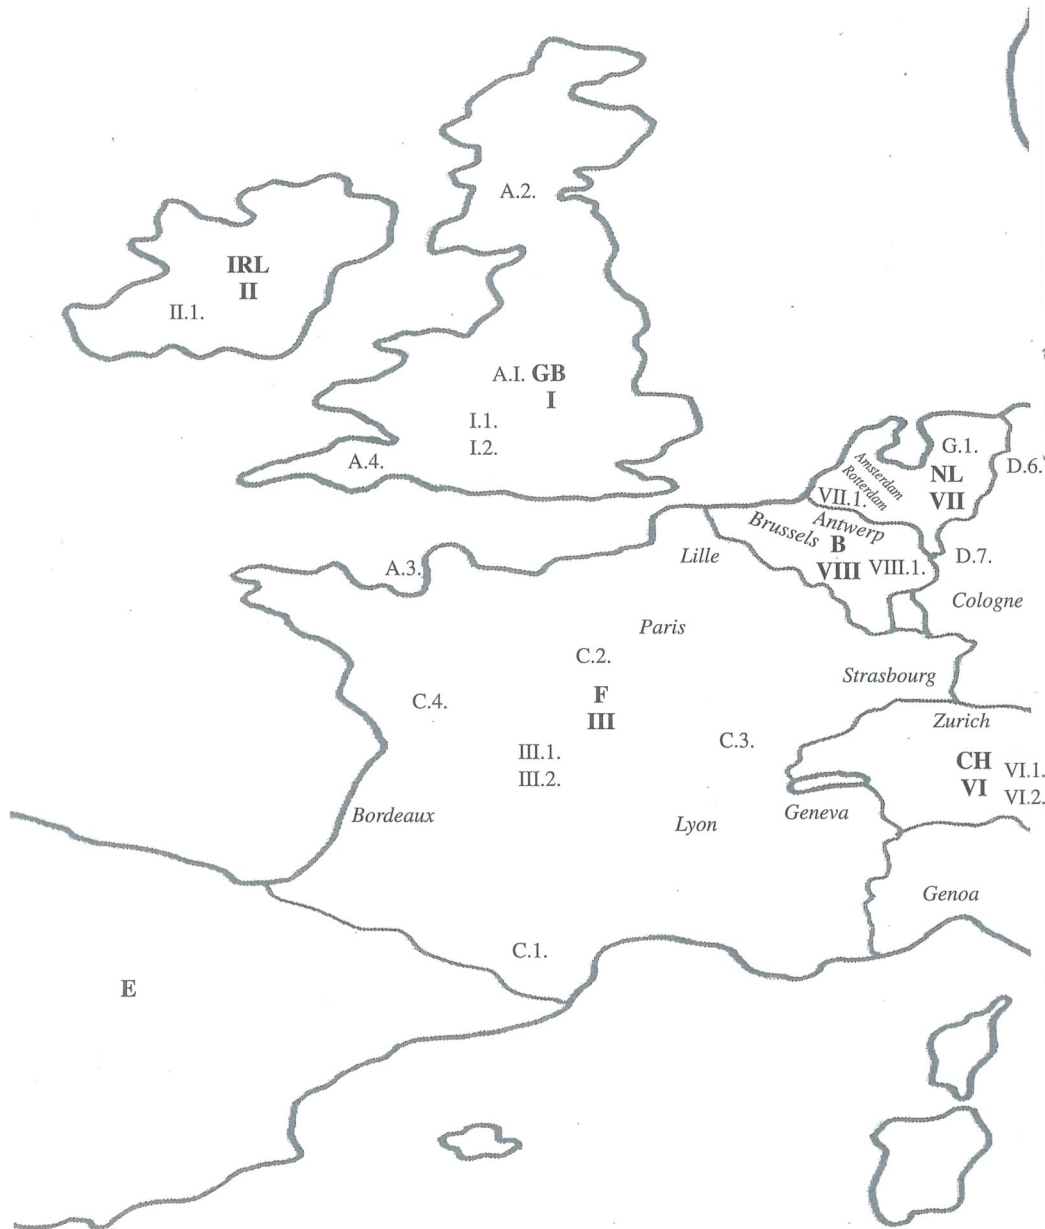 A.2.
IRL
II
II.1.
A.I. GB
I
I.1.
I.2.
A.4.
G.1.
NL
VII
D.6.
Amsterdam
Rotterdam
VII.1.
Antwerp
Brussels
B
VIII
VIII.1.
D.7.
Lille
A.3.
Cologne
Paris
C.2.
Strasbourg
C.4.
F
III
Zurich
C.3.
III.1.
III.2.
CH
VI
VI.1.
VI.2.
Bordeaux
Lyon
Geneva
Genoa
C.1.
E